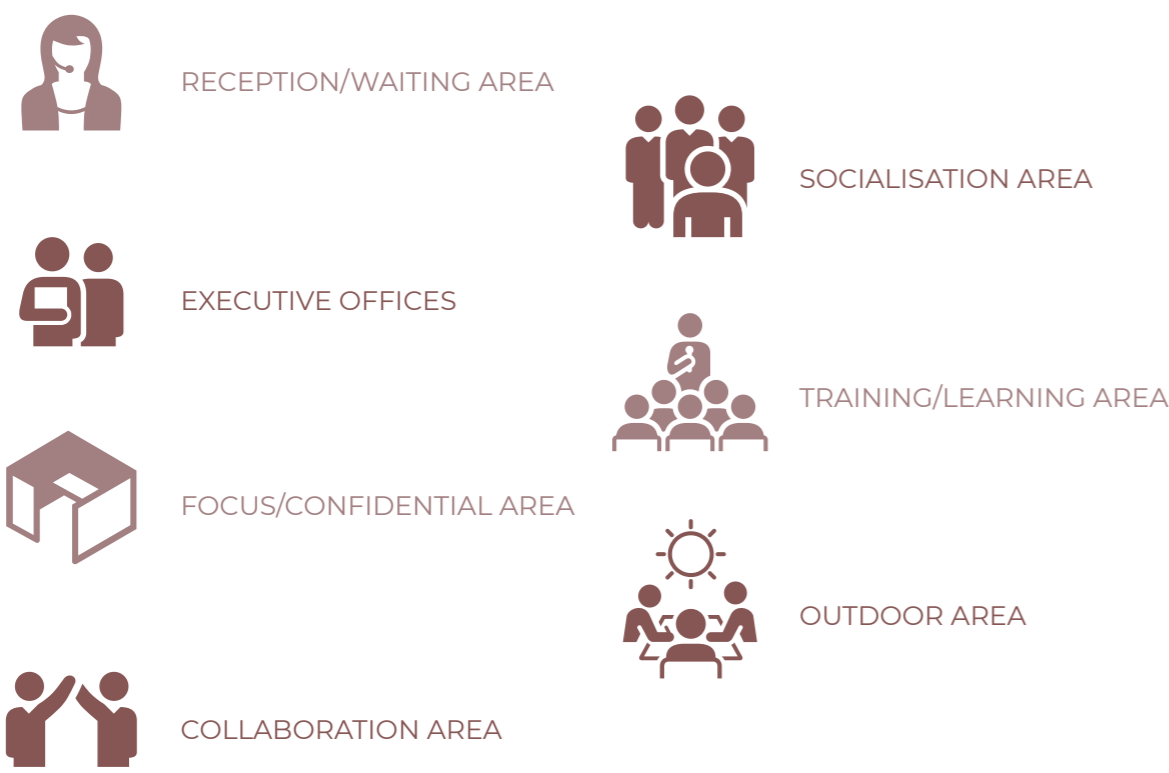 RECEPTION/WAITING AREA
EXECUTIVE OFFICES
FOCUS/CONFIDENTIAL AREA
COLLABORATION AREA
SOCIALISATION AREA
TRAINING/LEARNING AREA
OUTDOOR AREA